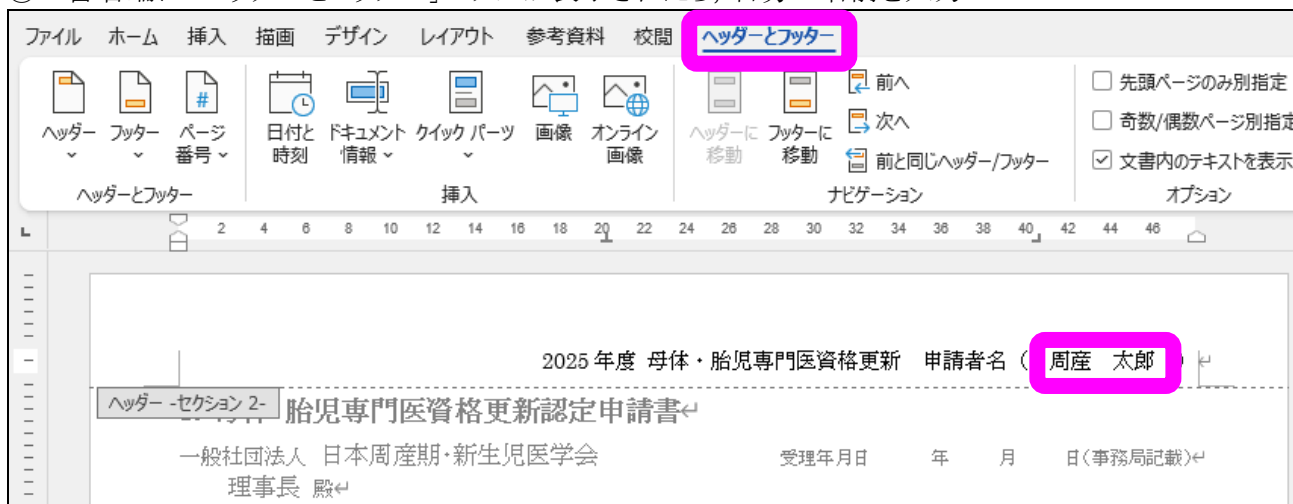 ファイル ホーム 挿入 描画 デザイン レイアウト 参考資料 校閲 ヘッダーとフッター
ヘッダー フッター ページ番号 日付と時刻 ドキュメント情報 クイック パーツ 画像 オンライン画像 ヘッダーに移動 フッターに移動
前へ
次へ
前と同じヘッダー/フッター
先頭ページのみ別指定
奇数/偶数ページ別指定
文書内のテキストを表示
ヘッダーとフッター 挿入 ナビゲーション オプション
2 4 6 8 10 12 14 16 18 20 22 24 26 28 30 32 34 36 38 40 42 44 46
2025 年度 母体・胎児専門医資格更新 申請者名（ 周産 太郎 ）
ヘッダー -セクション 2-
胎児専門医資格更新認定申請書
一般社団法人 日本周産期・新生児医学会 受理年月日 年 月 日(事務局記載)
理事長 殿